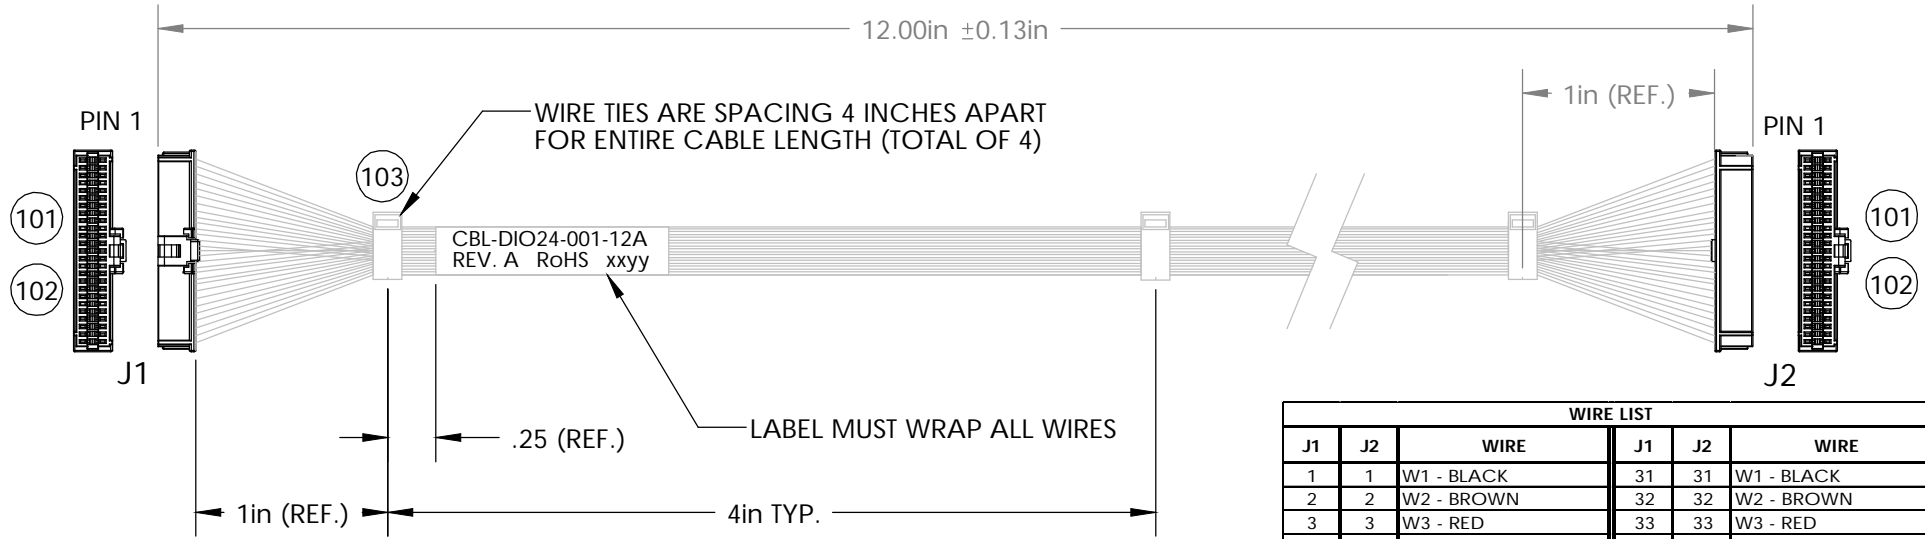 12.00in ±0.13in
1in (REF.)
WIRE TIES ARE SPACING 4 INCHES APART
FOR ENTIRE CABLE LENGTH (TOTAL OF 4)
PIN 1
PIN 1
103
101
102
101
102
CBL-DIO24-001-12A
REV. A RoHS xxyy
J1
J2
.25 (REF.)
LABEL MUST WRAP ALL WIRES
1in (REF.)
4in TYP.
WIRE LIST
J1 J2 WIRE J1 J2 WIRE
1 1 W1 - BLACK 31 31 W1 - BLACK
2 2 W2 - BROWN 32 32 W2 - BROWN
3 3 W3 - RED 33 33 W3 - RED